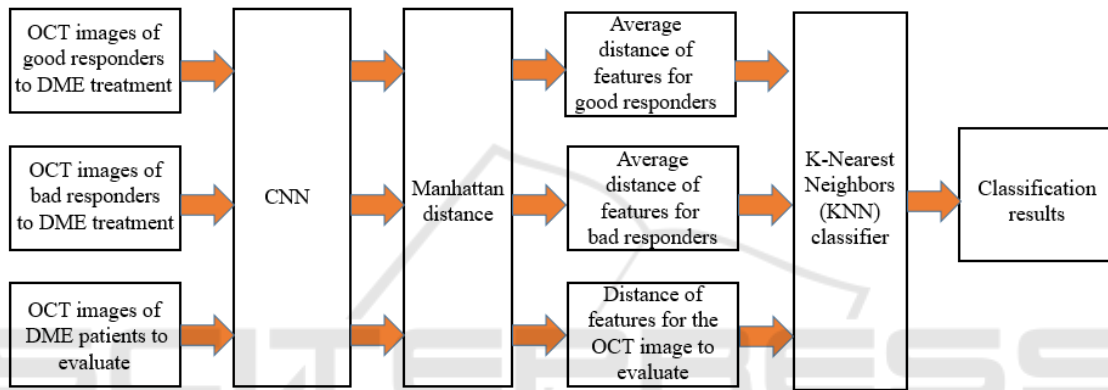 OCT images of
good responders
to DME treatment
OCT images of
bad responders
to DME treatment
OCT images of
DME patients to
evaluate
CNN
Manhattan
distance
Average
distance of
features for
good responders
Average
distance of
features for
bad responders
Distance of
features for the
OCT image to
evaluate
K-Nearest
Neighbors
(KNN)
classifier
Classification
results
SCITEPRESS